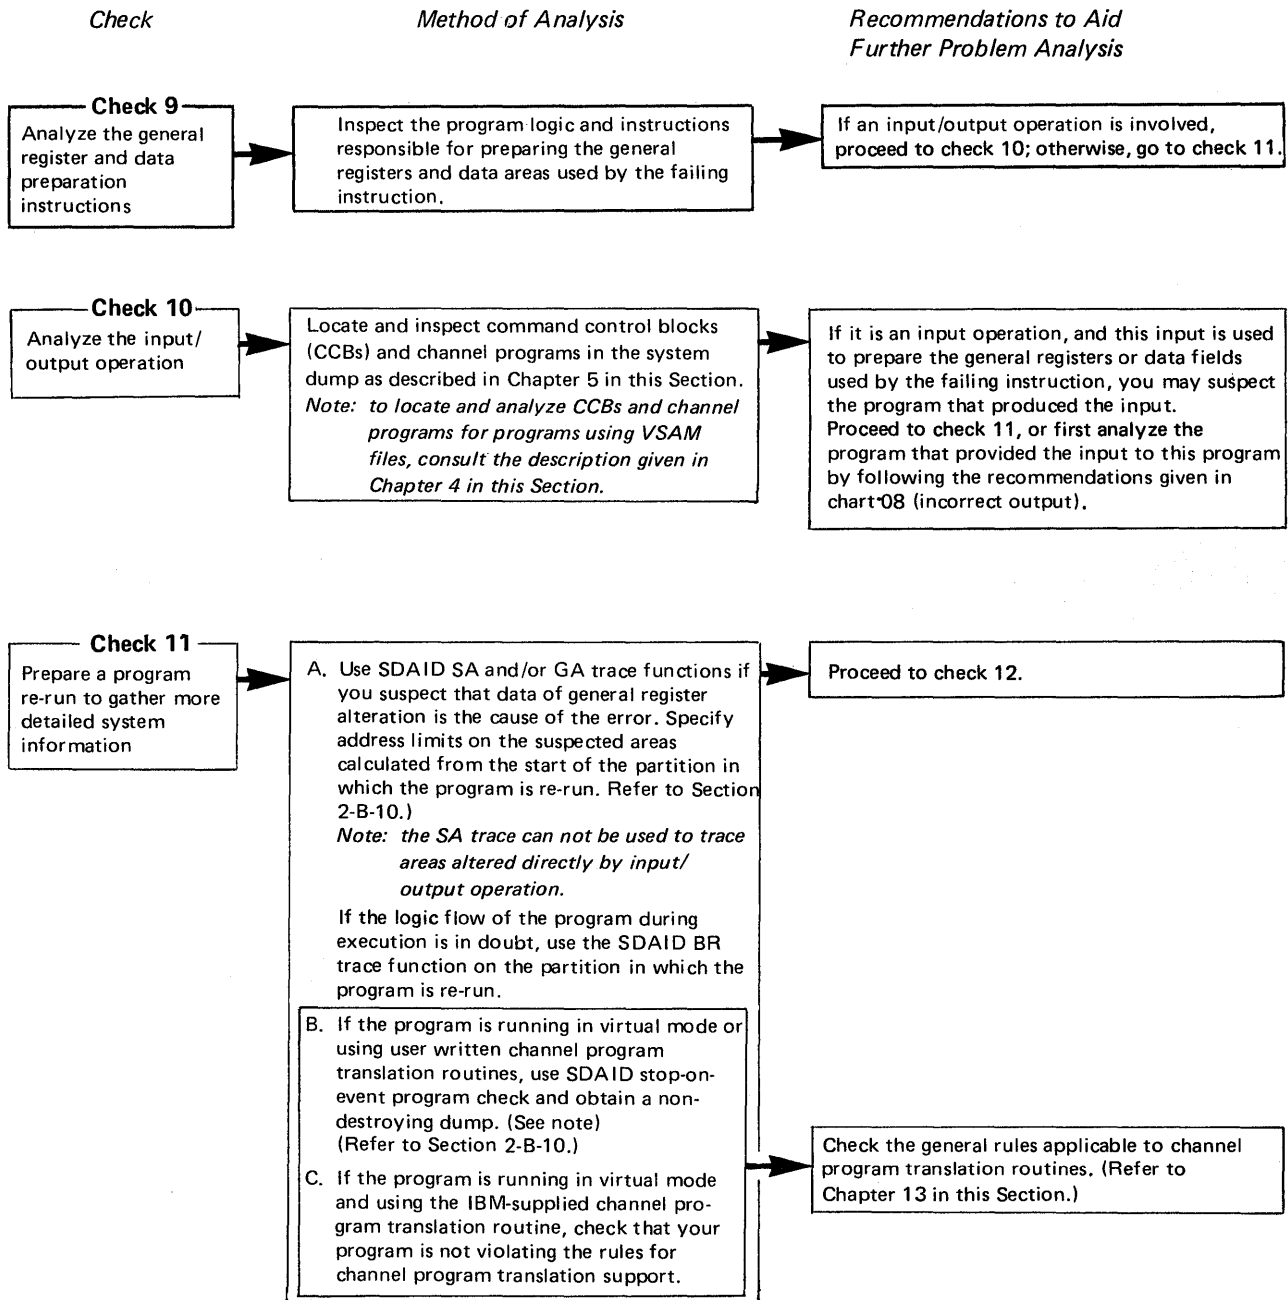 Check
Method of Analysis
Recommendations to Aid
Further Problem Analysis
Check 9
Analyze the general
register and data
preparation
instructions
Inspect the program logic and instructions
responsible for preparing the general
registers and data areas used by the failing
instruction.
If an input/output operation is involved,
proceed to check 10; otherwise, go to check 11.
Check 10
Analyze the input/
output operation
Locate and inspect command control blocks
(CCBs) and channel programs in the system
dump as described in Chapter 5 in this Section.
Note: to locate and analyze CCBs and channel
programs for programs using VSAM
files, consult the description given in
Chapter 4 in this Section.
If it is an input operation, and this input is used
to prepare the general registers or data fields
used by the failing instruction, you may suspect
the program that produced the input.
Proceed to check 11, or first analyze the
program that provided the input to this program
by following the recommendations given in
chart 08 (incorrect output).
Check 11
Prepare a program
re-run to gather more
detailed system
information
A. Use SDAID SA and/or GA trace functions if
you suspect that data of general register
alteration is the cause of the error. Specify
address limits on the suspected areas
calculated from the start of the partition in
which the program is re-run. Refer to Section
2-B-10.)
Note: the SA trace can not be used to trace
areas altered directly by input/
output operation.
If the logic flow of the program during
execution is in doubt, use the SDAID BR
trace function on the partition in which the
program is re-run.
Proceed to check 12.
B. If the program is running in virtual mode or
using user written channel program
translation routines, use SDAID stop-on-
event program check and obtain a non-
destroying dump. (See note)
(Refer to Section 2-B-10.)
C. If the program is running in virtual mode
and using the IBM-supplied channel pro-
gram translation routine, check that your
program is not violating the rules for
channel program translation support.
Check the general rules applicable to channel
program translation routines. (Refer to
Chapter 13 in this Section.)